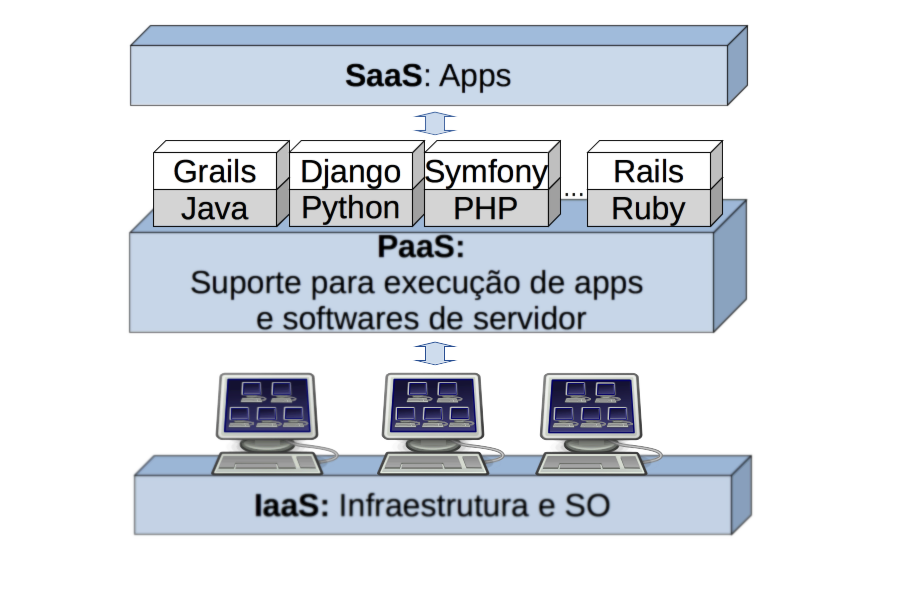 SaaS: Apps
Grails Django Symfony ... Rails
Java Python PHP Ruby
PaaS:
Suporte para execução de apps
e softwares de servidor
IaaS: Infraestrutura e SO